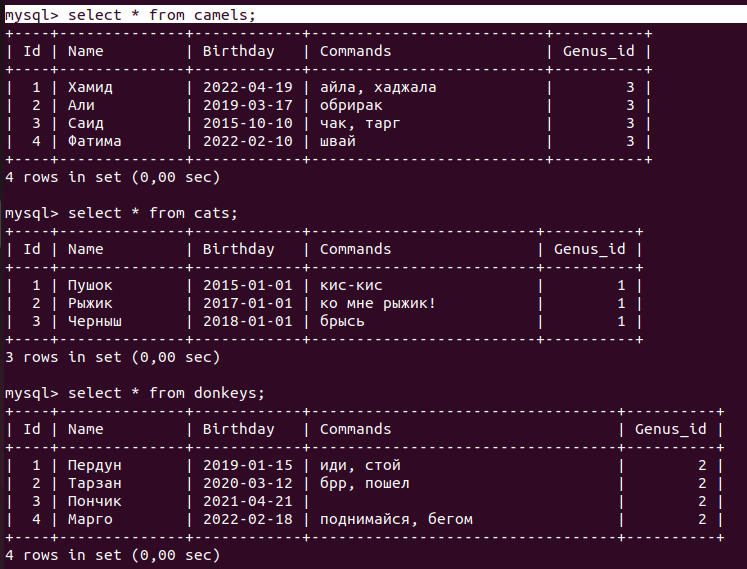 mysql> select * from camels;
+----+--------------+------------+--------------------------+----------+
| Id | Name         | Birthday   | Commands                 | Genus_id |
+----+--------------+------------+--------------------------+----------+
|  1 | Хамид        | 2022-04-19 | айла, хаджала            |        3 |
|  2 | Али          | 2019-03-17 | обрирак                  |        3 |
|  3 | Саид         | 2015-10-10 | чак, тарг                |        3 |
|  4 | Фатима       | 2022-02-10 | швай                     |        3 |
+----+--------------+------------+--------------------------+----------+
4 rows in set (0,00 sec)
mysql> select * from cats;
+----+--------------+------------+-------------------------+----------+
| Id | Name         | Birthday   | Commands                | Genus_id |
+----+--------------+------------+-------------------------+----------+
|  1 | Пушок        | 2015-01-01 | кис-кис                 |        1 |
|  2 | Рыжик        | 2017-01-01 | ко мне рыжик!           |        1 |
|  3 | Черныш       | 2018-01-01 | брысь                   |        1 |
+----+--------------+------------+-------------------------+----------+
3 rows in set (0,00 sec)
mysql> select * from donkeys;
+----+--------------+------------+----------------------------------+----------+
| Id | Name         | Birthday   | Commands                         | Genus_id |
+----+--------------+------------+----------------------------------+----------+
|  1 | Пердун       | 2019-01-15 | иди, стой                        |        2 |
|  2 | Тарзан       | 2020-03-12 | брр, пошел                       |        2 |
|  3 | Пончик       | 2021-04-21 |                                  |        2 |
|  4 | Марго        | 2022-02-18 | поднимайся, бегом                |        2 |
+----+--------------+------------+----------------------------------+----------+
4 rows in set (0,00 sec)